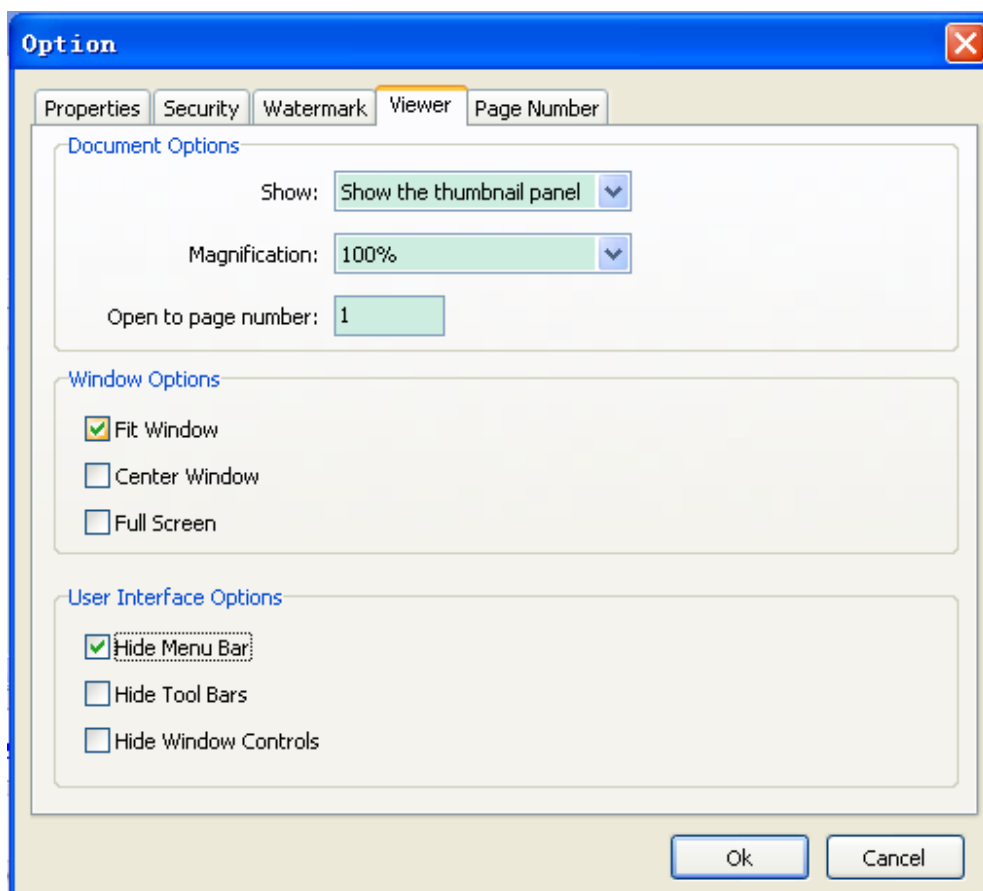 Option
Properties Security Watermark Viewer Page Number
Document Options
Show: Show the thumbnail panel
Magnification: 100%
Open to page number: 1
Window Options
Fit Window
Center Window
Full Screen
User Interface Options
Hide Menu Bar
Hide Tool Bars
Hide Window Controls
Ok Cancel